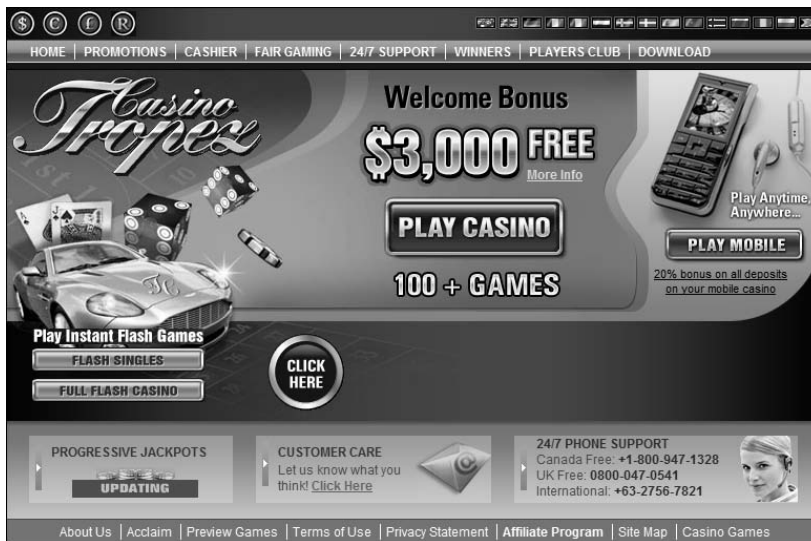 $ € £ R
HOME | PROMOTIONS | CASHIER | FAIR GAMING | 24/7 SUPPORT | WINNERS | PLAYERS CLUB | DOWNLOAD
Casino
Tropez
Welcome Bonus
$3,000 FREE
More Info
PLAY CASINO
100 + GAMES
Play Anytime,
Anywhere...
PLAY MOBILE
20% bonus on all deposits
on your mobile casino
TC
Play Instant Flash Games
FLASH SINGLES
FULL FLASH CASINO
CLICK
HERE
PROGRESSIVE JACKPOTS
UPDATING
CUSTOMER CARE
Let us know what you
think! Click Here
24/7 PHONE SUPPORT
Canada Free: +1-800-947-1328
UK Free: 0800-047-0541
International: +63-2756-7821
About Us | Acclaim | Preview Games | Terms of Use | Privacy Statement | Affiliate Program | Site Map | Casino Games